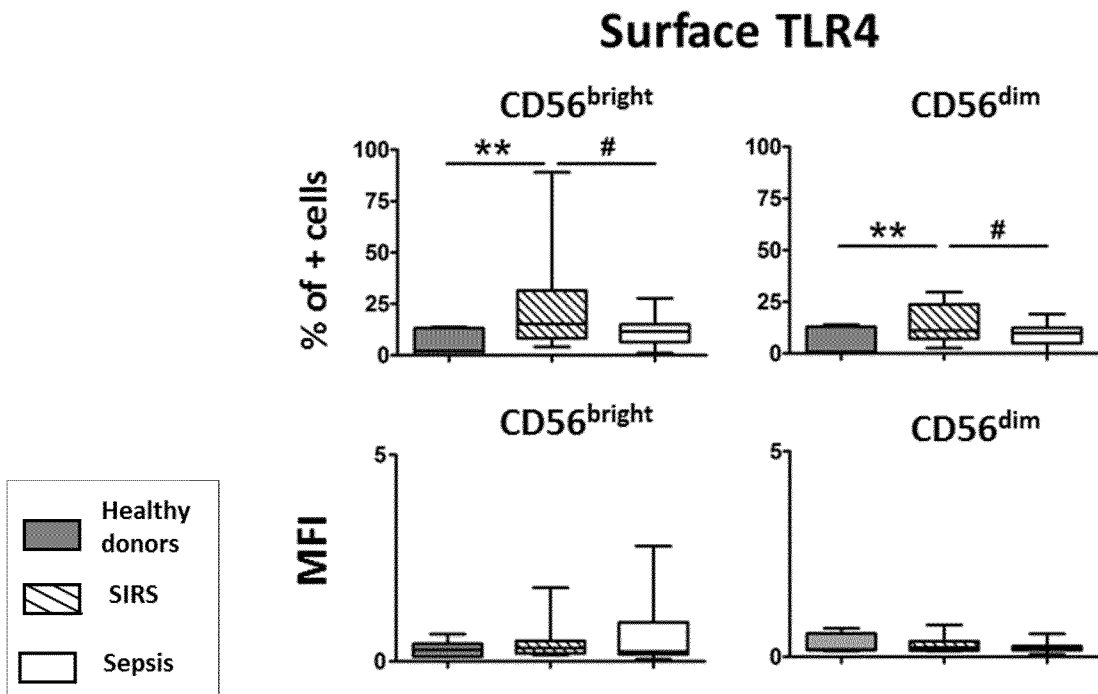 Surface TLR4
CD56bright
CD56dim
% of + cells
100
75
50
25
0
** #
100
75
50
25
0
** #
CD56bright
CD56dim
MFI
5
0
5
0
Healthy
donors
SIRS
Sepsis